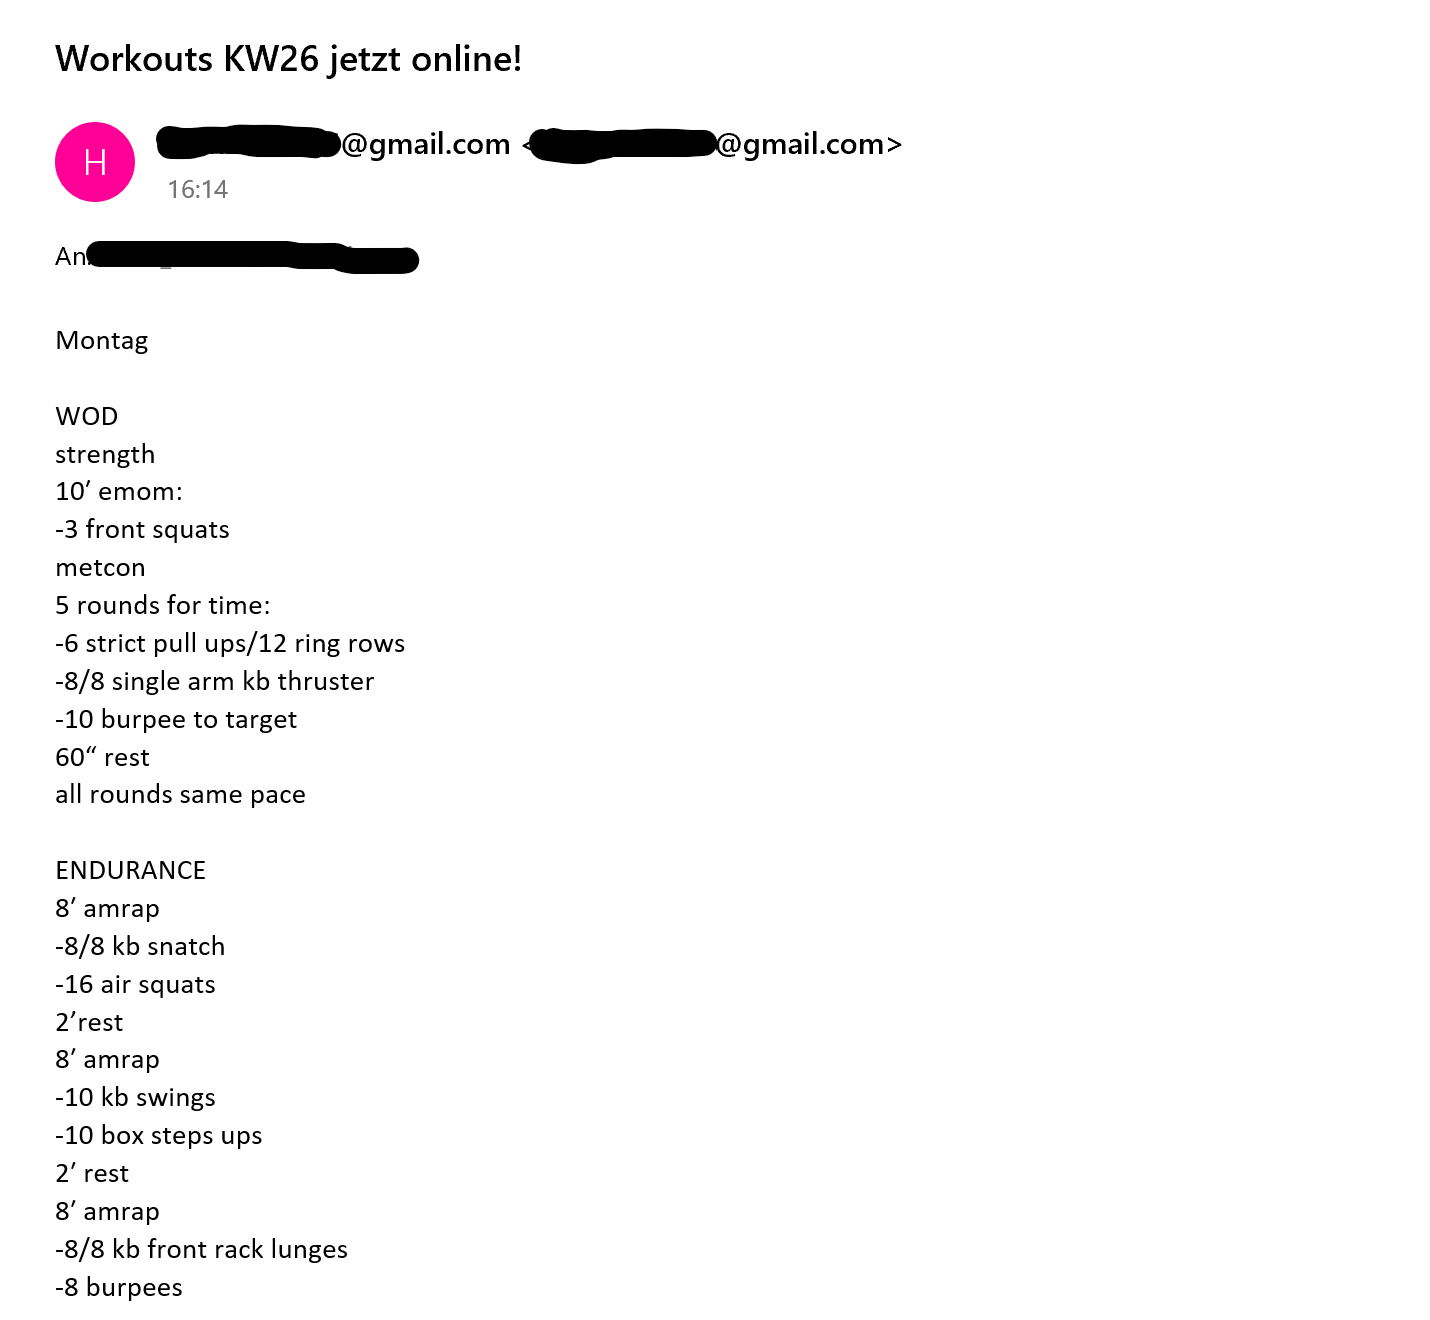 Workouts KW26 jetzt online!
H
@gmail.com < @gmail.com>
16:14
An:
Montag
WOD
strength
10′ emom:
-3 front squats
metcon
5 rounds for time:
-6 strict pull ups/12 ring rows
-8/8 single arm kb thruster
-10 burpee to target
60“ rest
all rounds same pace
ENDURANCE
8′ amrap
-8/8 kb snatch
-16 air squats
2’rest
8′ amrap
-10 kb swings
-10 box steps ups
2′ rest
8′ amrap
-8/8 kb front rack lunges
-8 burpees